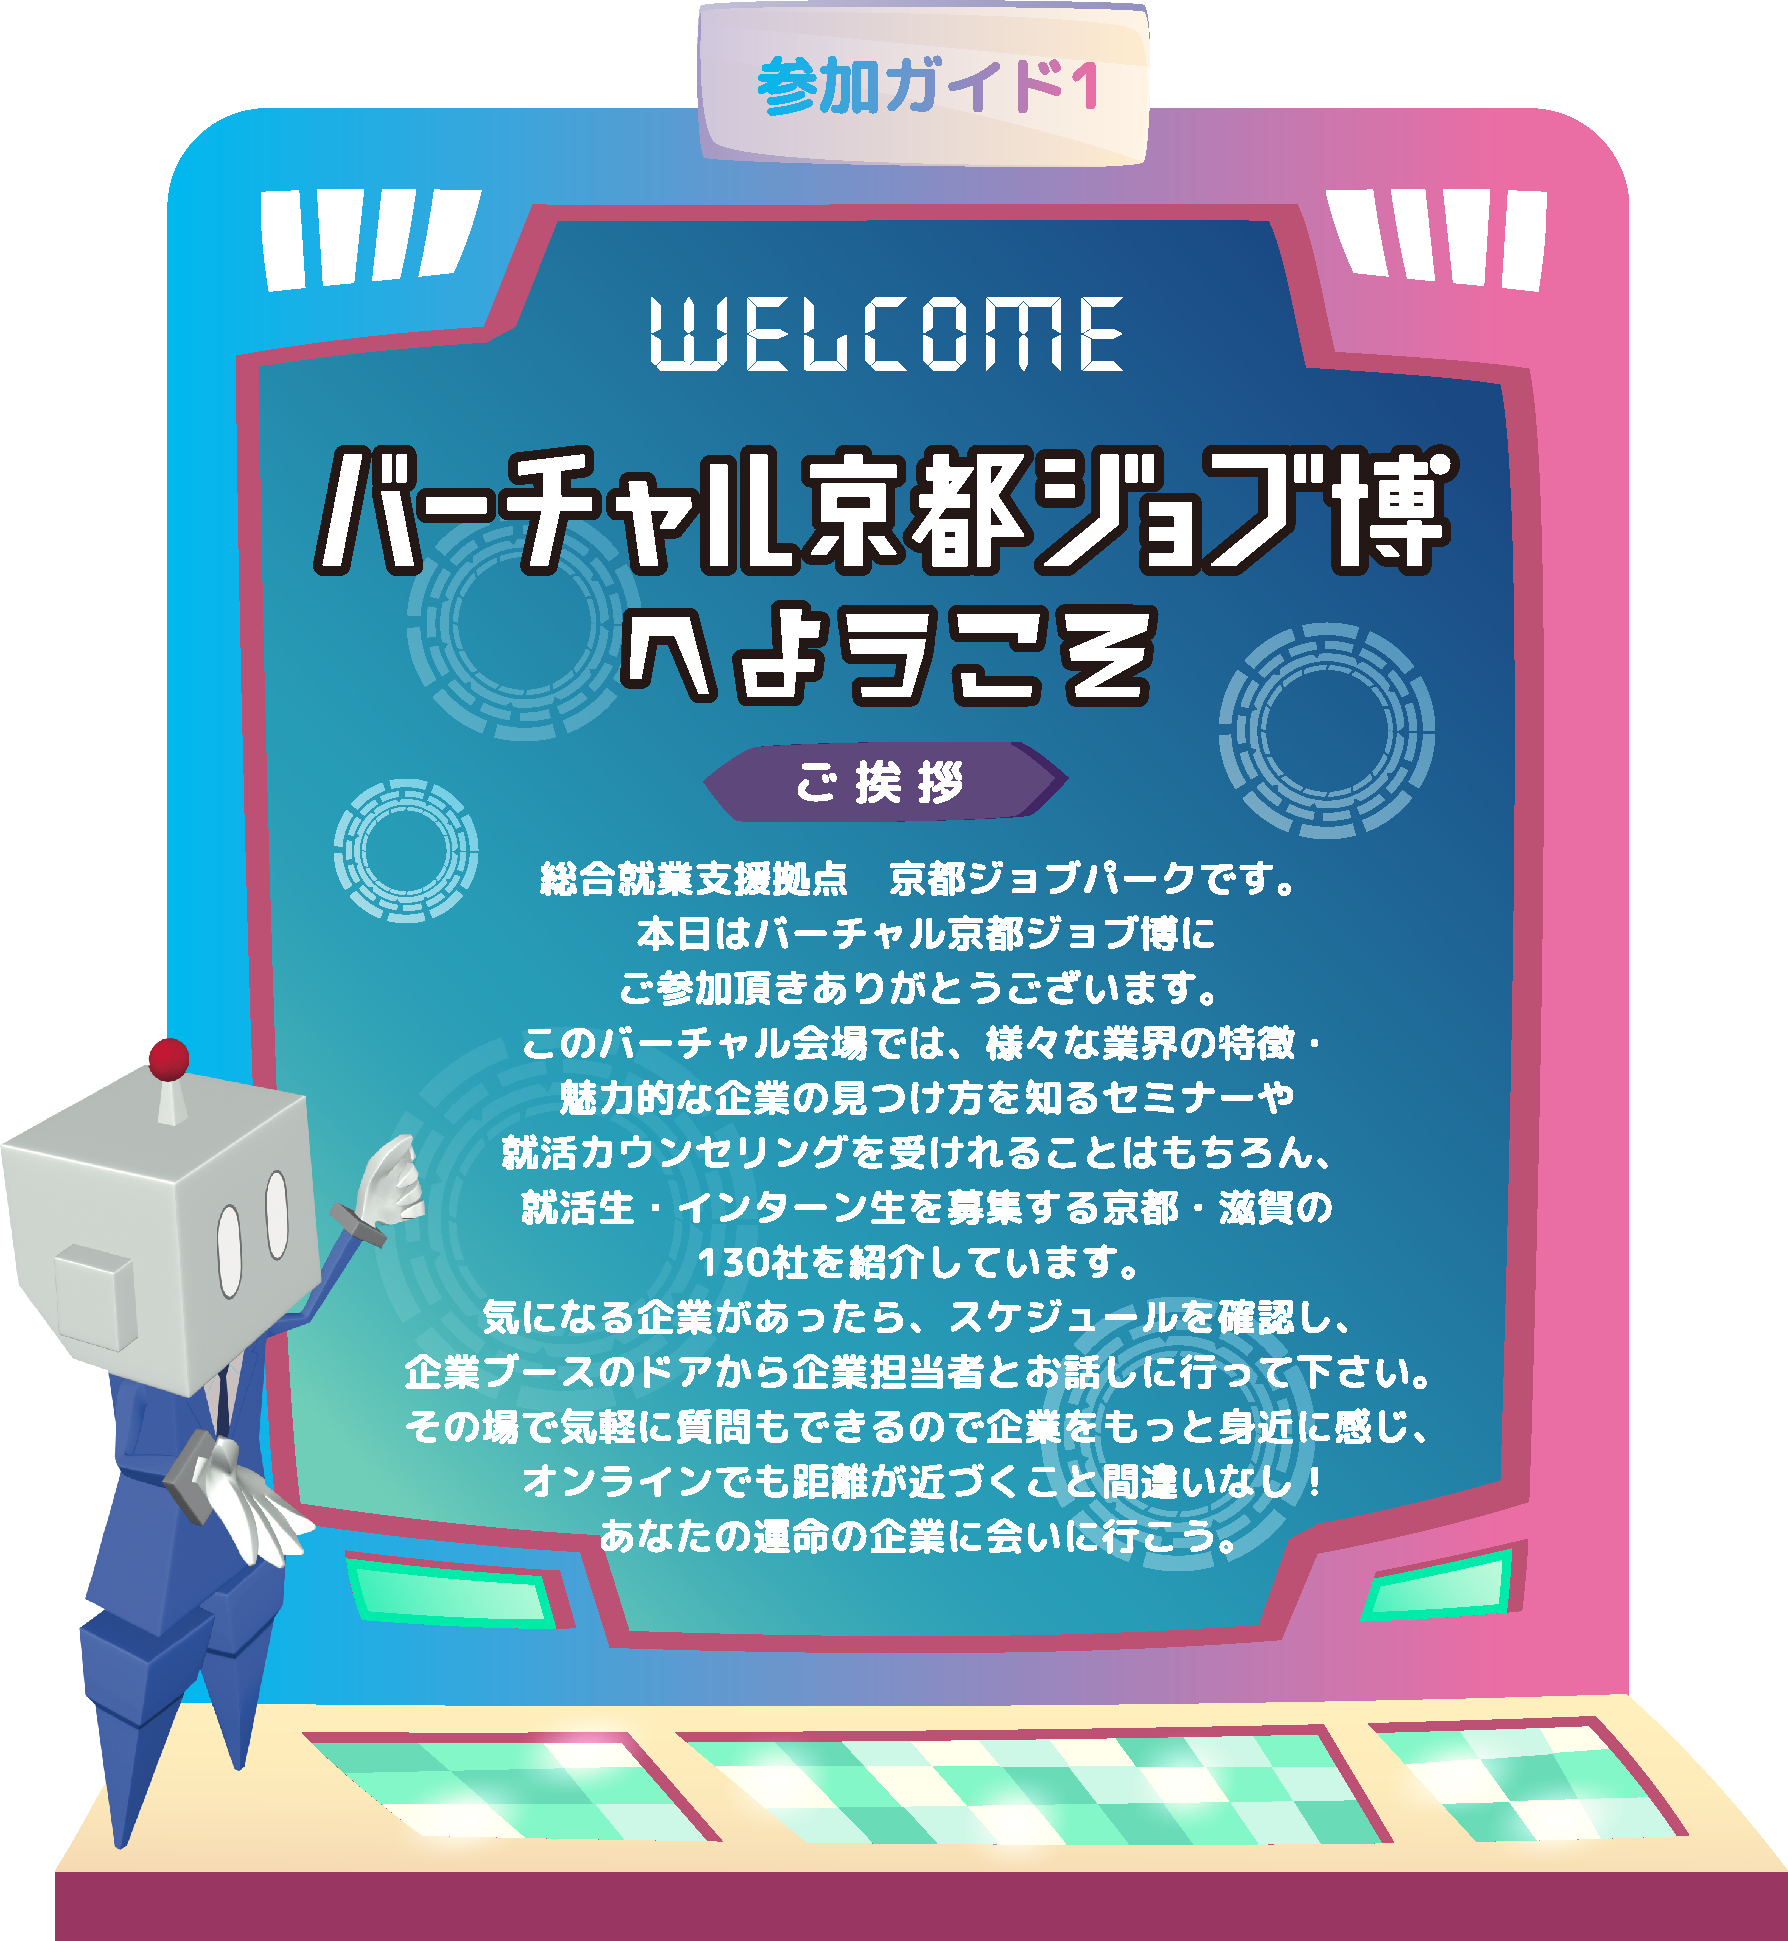 参加ガイド1
WELCOME
バーチャル京都ジョブ博
へようこそ
ご挨拶
総合就業支援拠点　京都ジョブパークです。
本日はバーチャル京都ジョブ博に
ご参加頂きありがとうございます。
このバーチャル会場では、様々な業界の特徴・
魅力的な企業の見つけ方を知るセミナーや
就活カウンセリングを受けれることはもちろん、
就活生・インターン生を募集する京都・滋賀の
130社を紹介しています。
気になる企業があったら、スケジュールを確認し、
企業ブースのドアから企業担当者とお話しに行って下さい。
その場で気軽に質問もできるので企業をもっと身近に感じ、
オンラインでも距離が近づくこと間違いなし！
あなたの運命の企業に会いに行こう。